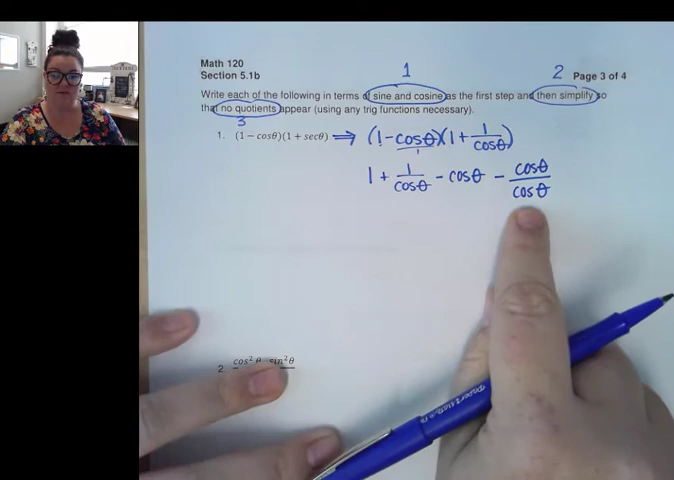 Math 120
Section 5.1b
Page 3 of 4
1
2
Write each of the following in terms of sine and cosine as the first step and then simplify so
that no quotients appear (using any trig functions necessary).
3
1. (1 − cosθ)(1 + secθ) ⇒ (1-cosθ)(1+ 1/cosθ)
1
1 + 1/cosθ - cosθ - cosθ/cosθ
2. cos²θ sin²θ